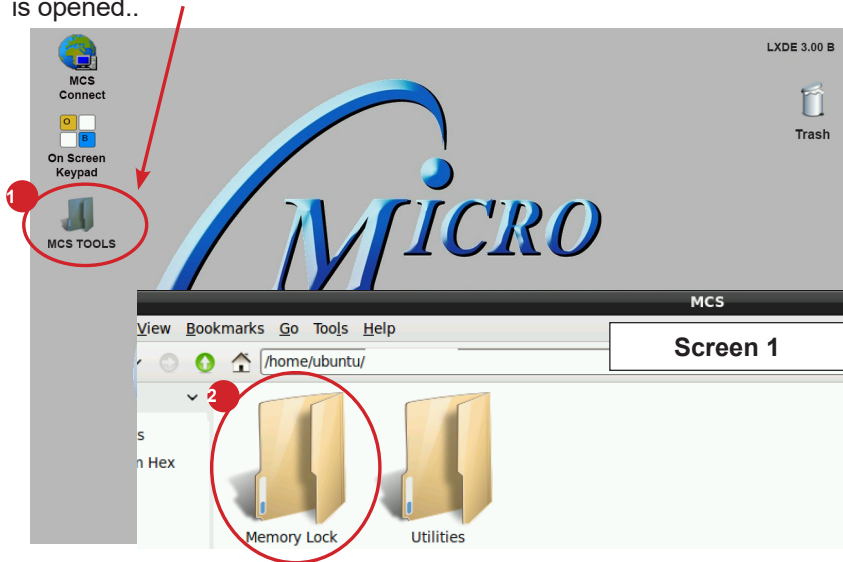 is opened..
MCS
Connect
O
B
On Screen
Keypad
1
MCS TOOLS
LXDE 3.00 B
Trash
MICRO
MCS
View Bookmarks Go Tools Help
Screen 1
/home/ubuntu/
2
s
Hex
Memory Lock
Utilities